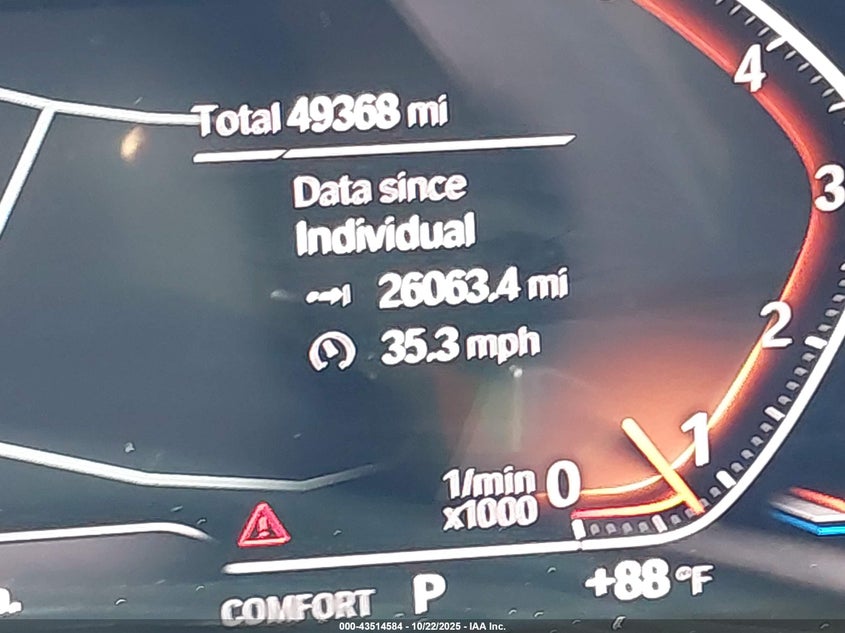 4
Total 49368 mi
3
Data since
Individual
26063.4 mi
2
35.3 mph
1
1/min 0
x1000
+88 °F
COMFORT P
000-43514584 - 10/22/2025 - IAA Inc.